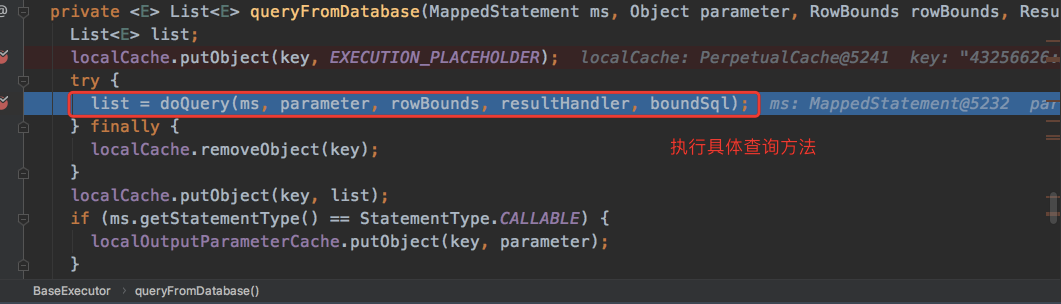 private <E> List<E> queryFromDatabase(MappedStatement ms, Object parameter, RowBounds rowBounds, Resu
List<E> list;
localCache.putObject(key, EXECUTION_PLACEHOLDER); localCache: PerpetualCache@5241 key: "43256626
try {
list = doQuery(ms, parameter, rowBounds, resultHandler, boundSql); ms: MappedStatement@5232 par
} finally {
localCache.removeObject(key);
执行具体查询方法
}
localCache.putObject(key, list);
if (ms.getStatementType() == StatementType.CALLABLE) {
localOutputParameterCache.putObject(key, parameter);
}
BaseExecutor › queryFromDatabase()